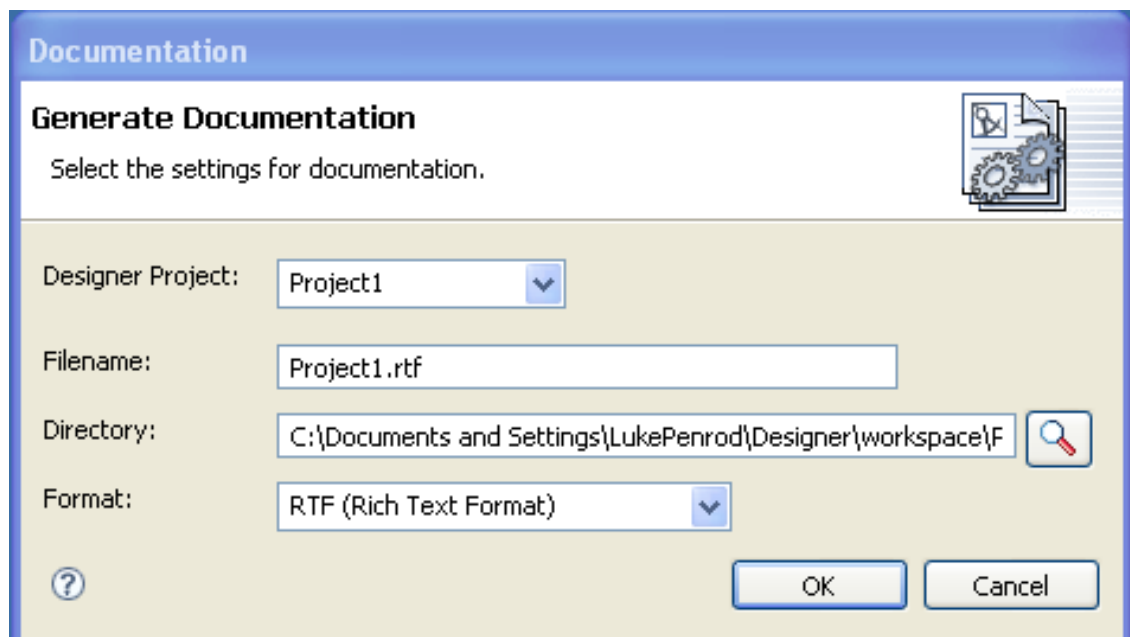 Documentation
Generate Documentation
Select the settings for documentation.
Designer Project: Project1
Filename: Project1.rtf
Directory: C:\Documents and Settings\LukePenrod\Designer\workspace\F
Format: RTF (Rich Text Format)
? OK Cancel